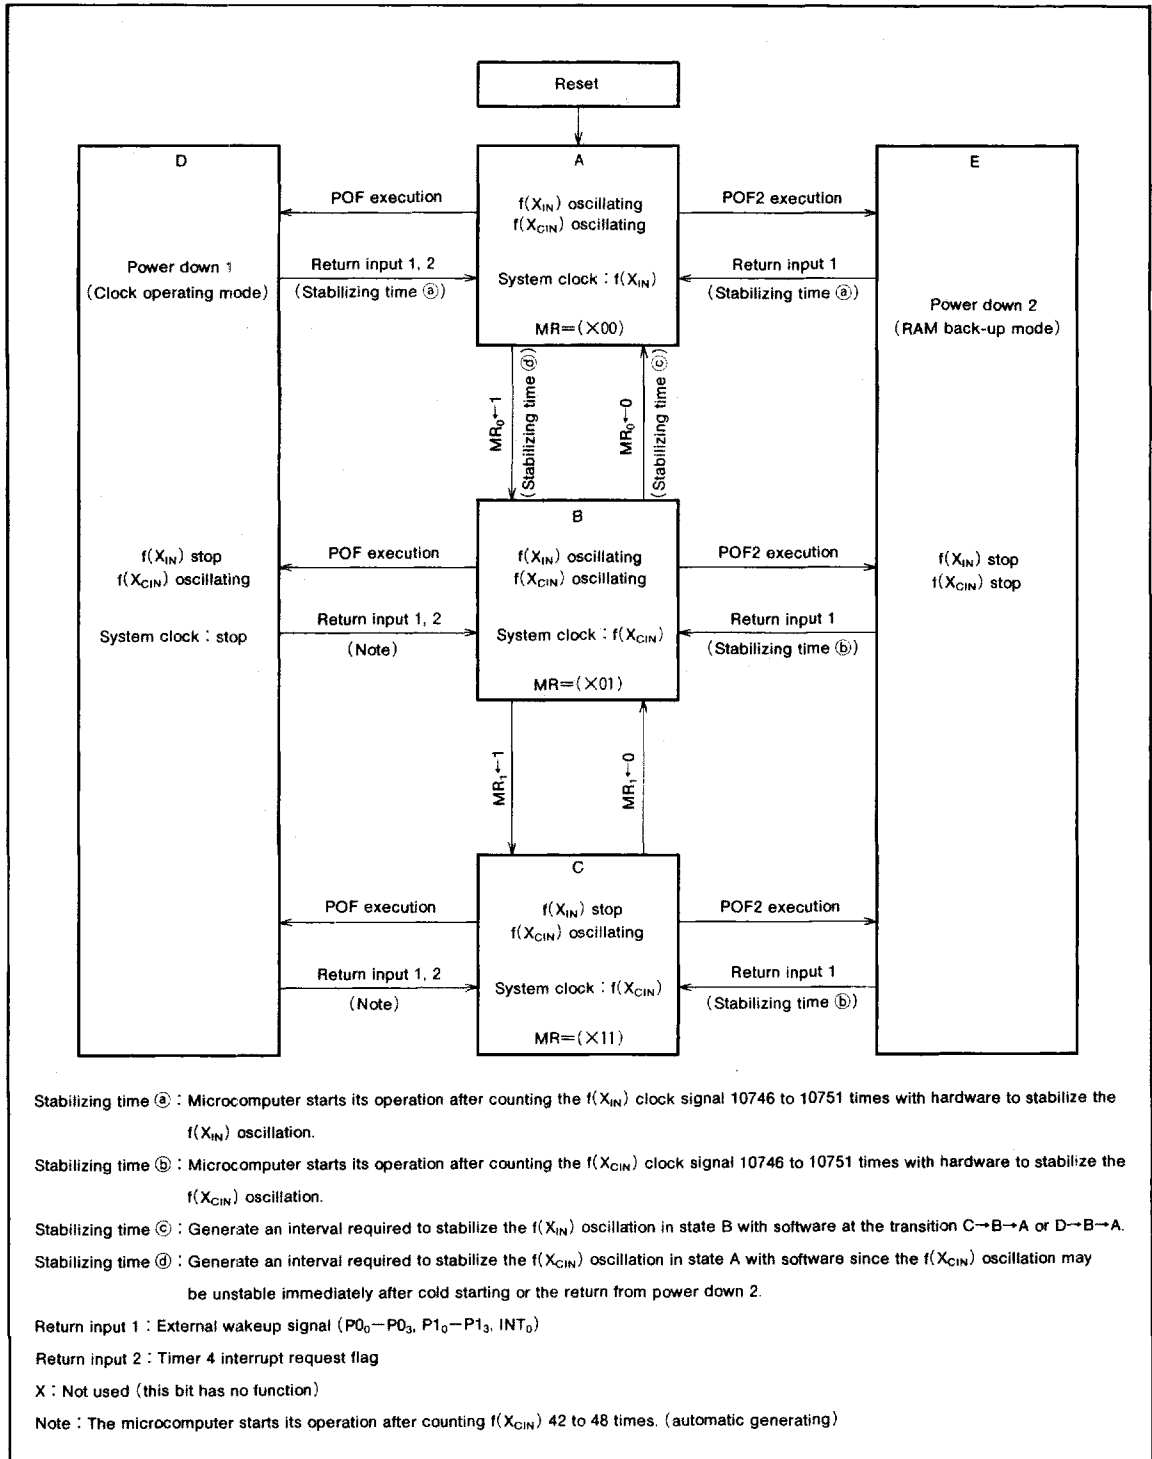 Reset
D
A
E
POF execution
f(X_IN) oscillating
f(X_CIN) oscillating
POF2 execution
Power down 1
(Clock operating mode)
Return input 1, 2
(Stabilizing time ⓐ)
System clock : f(X_IN)
Return input 1
(Stabilizing time ⓐ)
Power down 2
(RAM back-up mode)
MR=(X00)
MR₀←1
(Stabilizing time ⓓ)
MR₀←0
(Stabilizing time ⓒ)
B
f(X_IN) stop
f(X_CIN) oscillating
POF execution
f(X_IN) oscillating
f(X_CIN) oscillating
POF2 execution
f(X_IN) stop
f(X_CIN) stop
System clock : stop
Return input 1, 2
(Note)
System clock : f(X_CIN)
Return input 1
(Stabilizing time ⓑ)
MR=(X01)
MR₁←1
MR₁←0
C
POF execution
f(X_IN) stop
f(X_CIN) oscillating
POF2 execution
Return input 1, 2
(Note)
System clock : f(X_CIN)
Return input 1
(Stabilizing time ⓑ)
MR=(X11)
Stabilizing time ⓐ : Microcomputer starts its operation after counting the f(X_IN) clock signal 10746 to 10751 times with hardware to stabilize the
f(X_IN) oscillation.
Stabilizing time ⓑ : Microcomputer starts its operation after counting the f(X_CIN) clock signal 10746 to 10751 times with hardware to stabilize the
f(X_CIN) oscillation.
Stabilizing time ⓒ : Generate an interval required to stabilize the f(X_IN) oscillation in state B with software at the transition C→B→A or D→B→A.
Stabilizing time ⓓ : Generate an interval required to stabilize the f(X_CIN) oscillation in state A with software since the f(X_CIN) oscillation may
be unstable immediately after cold starting or the return from power down 2.
Return input 1 : External wakeup signal (P0₀−P0₃, P1₀−P1₃, INT₀)
Return input 2 : Timer 4 interrupt request flag
X : Not used (this bit has no function)
Note : The microcomputer starts its operation after counting f(X_CIN) 42 to 48 times. (automatic generating)